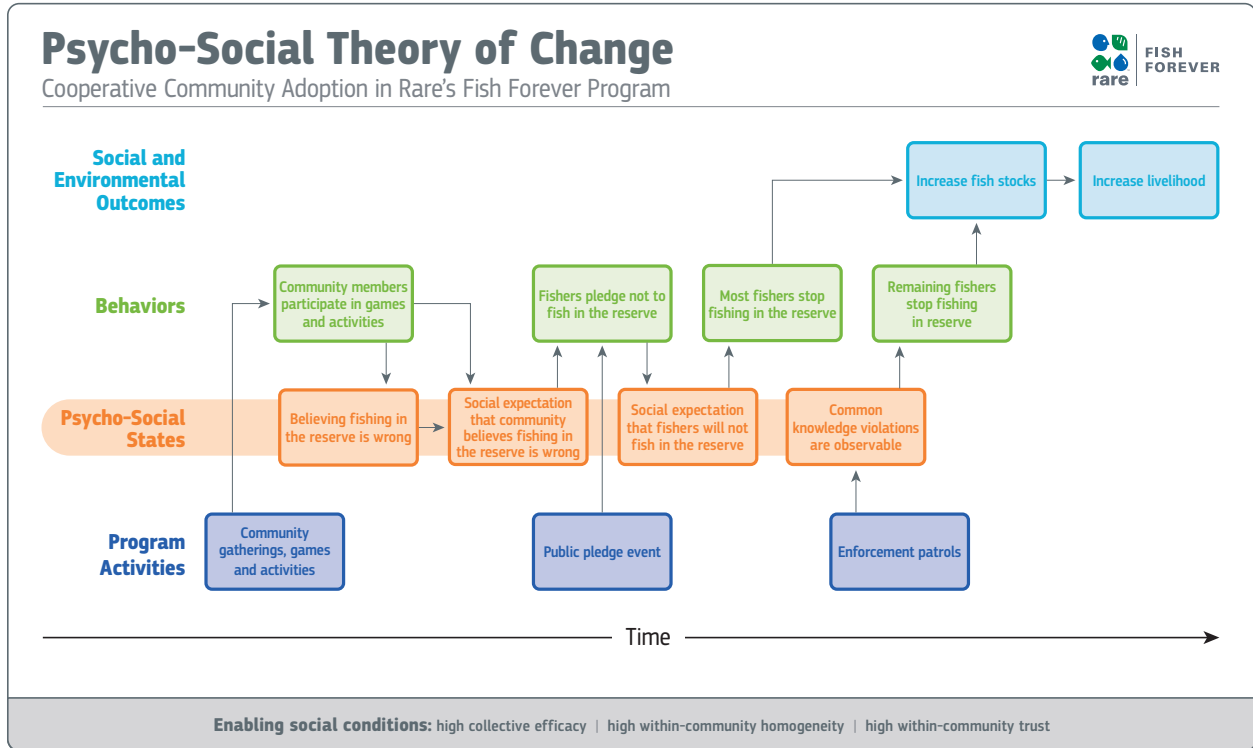 Psycho-Social Theory of Change
Cooperative Community Adoption in Rare's Fish Forever Program
rare
FISH
FOREVER
Social and
Environmental
Outcomes
Increase fish stocks
Increase livelihood
Behaviors
Community members
participate in games
and activities
Fishers pledge not to
fish in the reserve
Most fishers stop
fishing in the reserve
Remaining fishers
stop fishing
in reserve
Psycho-Social
States
Believing fishing in
the reserve is wrong
Social expectation
that community
believes fishing in
the reserve is wrong
Social expectation
that fishers will not
fish in the reserve
Common
knowledge violations
are observable
Program
Activities
Community
gatherings, games
and activities
Public pledge event
Enforcement patrols
Time
Enabling social conditions: high collective efficacy | high within-community homogeneity | high within-community trust